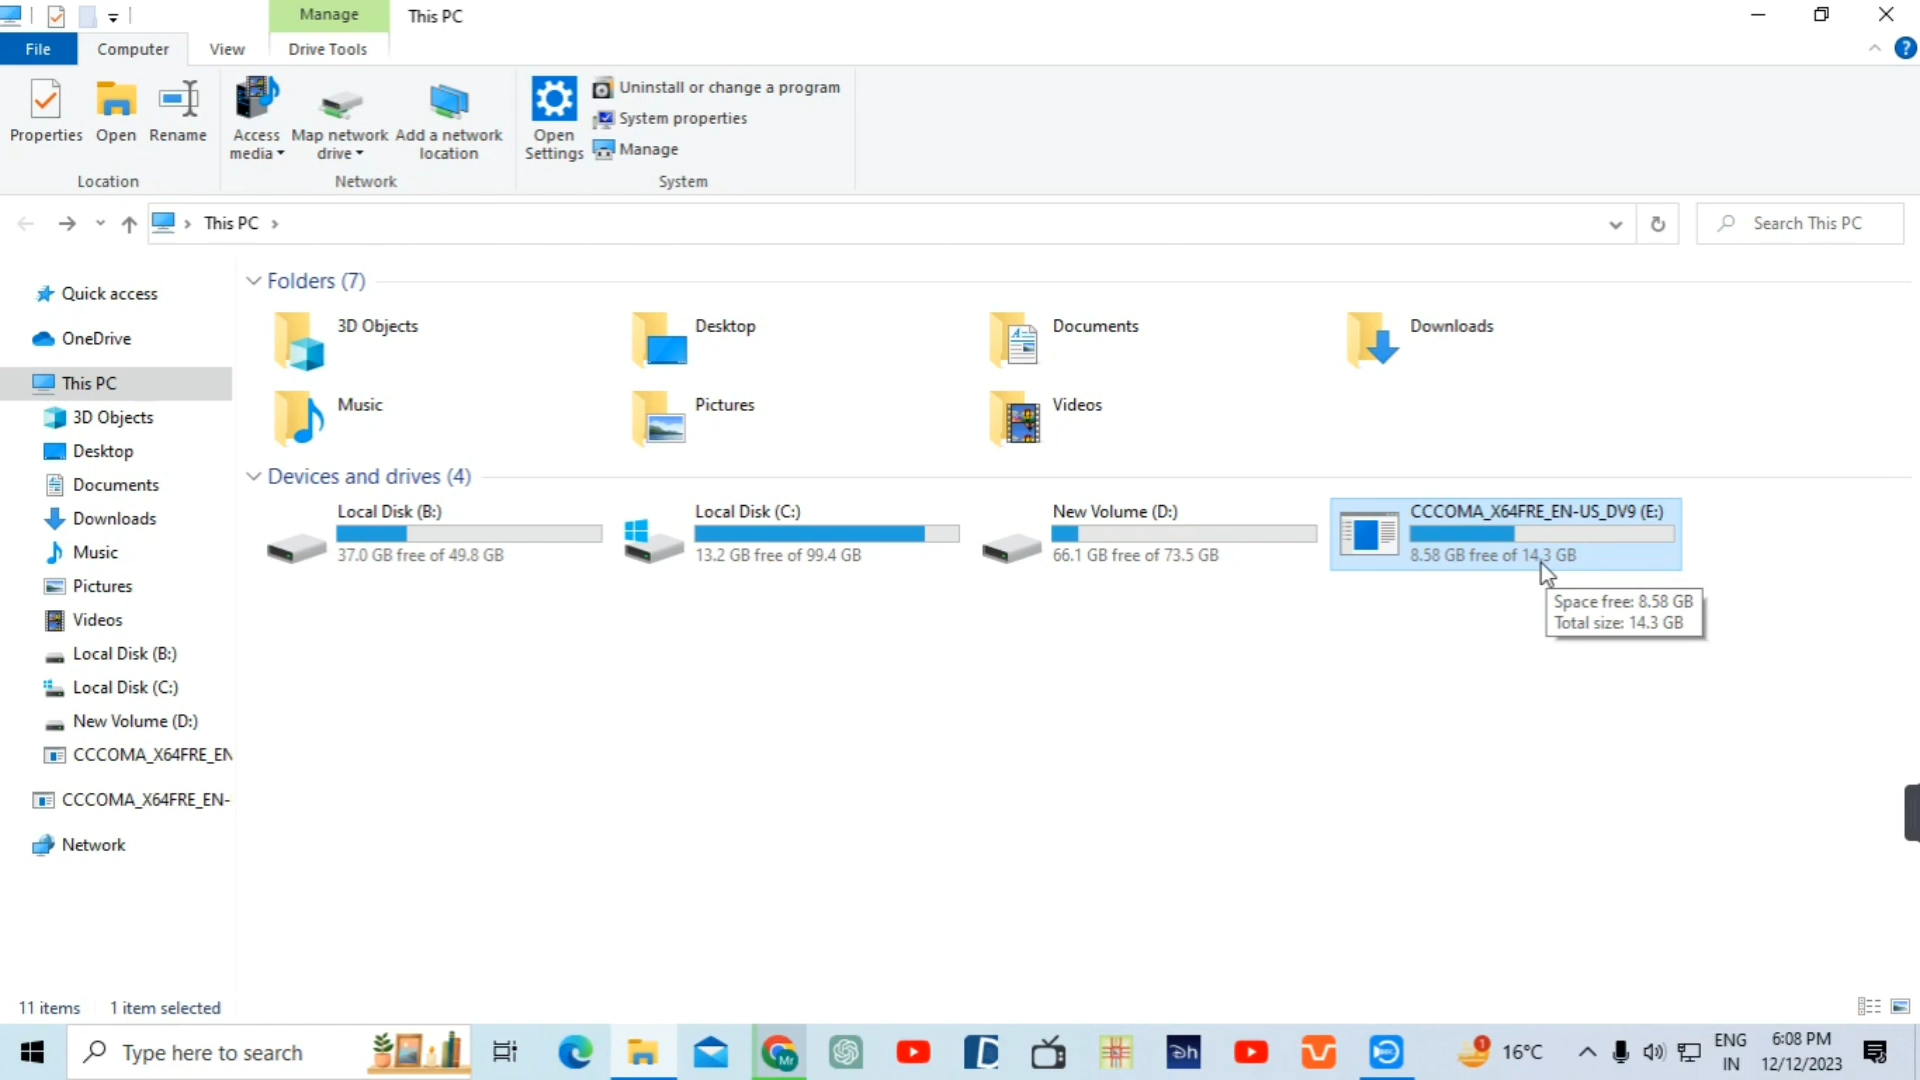 Manage
This PC
File
Computer
View
Drive Tools
Properties
Open
Rename
Access
media
Map network
drive
Add a network
location
Open
Settings
Uninstall or change a program
System properties
Manage
Location
Network
System
This PC
Search This PC
Quick access
OneDrive
This PC
3D Objects
Desktop
Documents
Downloads
Music
Pictures
Videos
Local Disk (B:)
Local Disk (C:)
New Volume (D:)
CCCOMA_X64FRE_EN
CCCOMA_X64FRE_EN-
Network
Folders (7)
3D Objects
Desktop
Documents
Downloads
Music
Pictures
Videos
Devices and drives (4)
Local Disk (B:)
37.0 GB free of 49.8 GB
Local Disk (C:)
13.2 GB free of 99.4 GB
New Volume (D:)
66.1 GB free of 73.5 GB
CCCOMA_X64FRE_EN-US_DV9 (E:)
8.58 GB free of 14.3 GB
Space free: 8.58 GB
Total size: 14.3 GB
11 items
1 item selected
Type here to search
16°C
ENG
IN
6:08 PM
12/12/2023